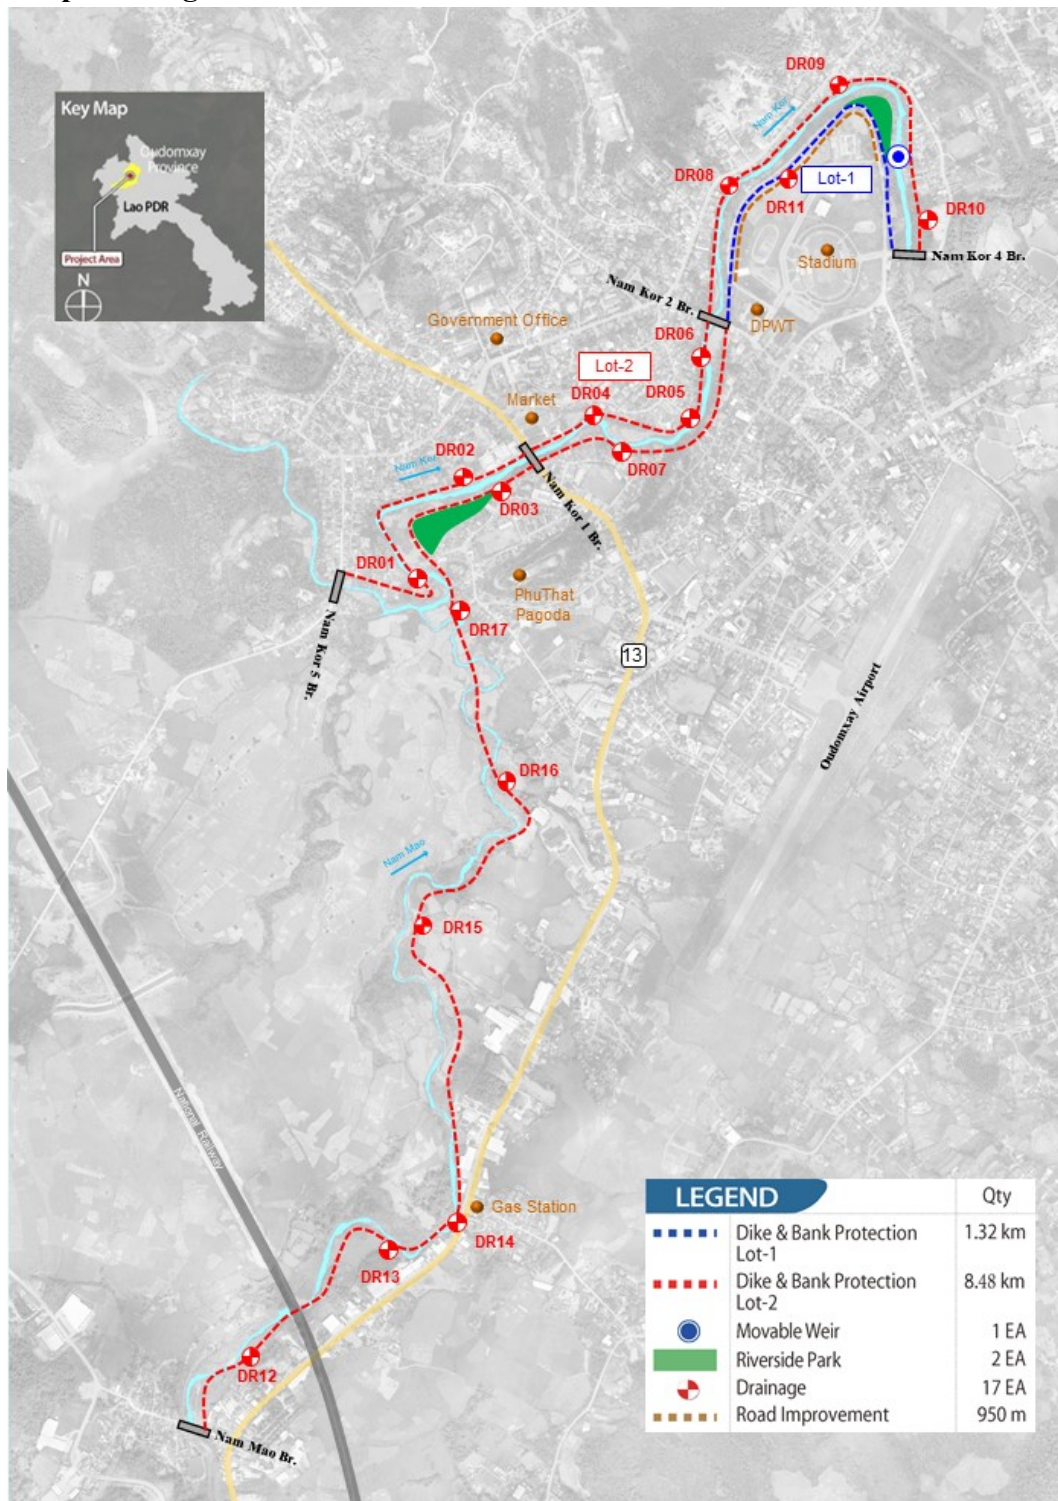 Key Map
Oudomxay
Province
Lao PDR
Project Area
N
DR09
Nam Kor
DR08
Lot-1
DR11
DR10
Stadium
Nam Kor 4 Br.
Nam Kor 2 Br.
DPWT
Government Office
DR06
Lot-2
Market
DR04
DR05
DR02
DR07
Nam Kor
DR03
Nam Kor 1 Br.
DR01
PhuThat
Pagoda
DR17
Nam Kor 5 Br.
13
Oudomxay Airport
DR16
Nam Mao
DR15
National Railway
Gas Station
DR14
DR13
DR12
Nam Mao Br.
LEGEND Qty
Dike & Bank Protection 1.32 km
Lot-1
Dike & Bank Protection 8.48 km
Lot-2
Movable Weir 1 EA
Riverside Park 2 EA
Drainage 17 EA
Road Improvement 950 m